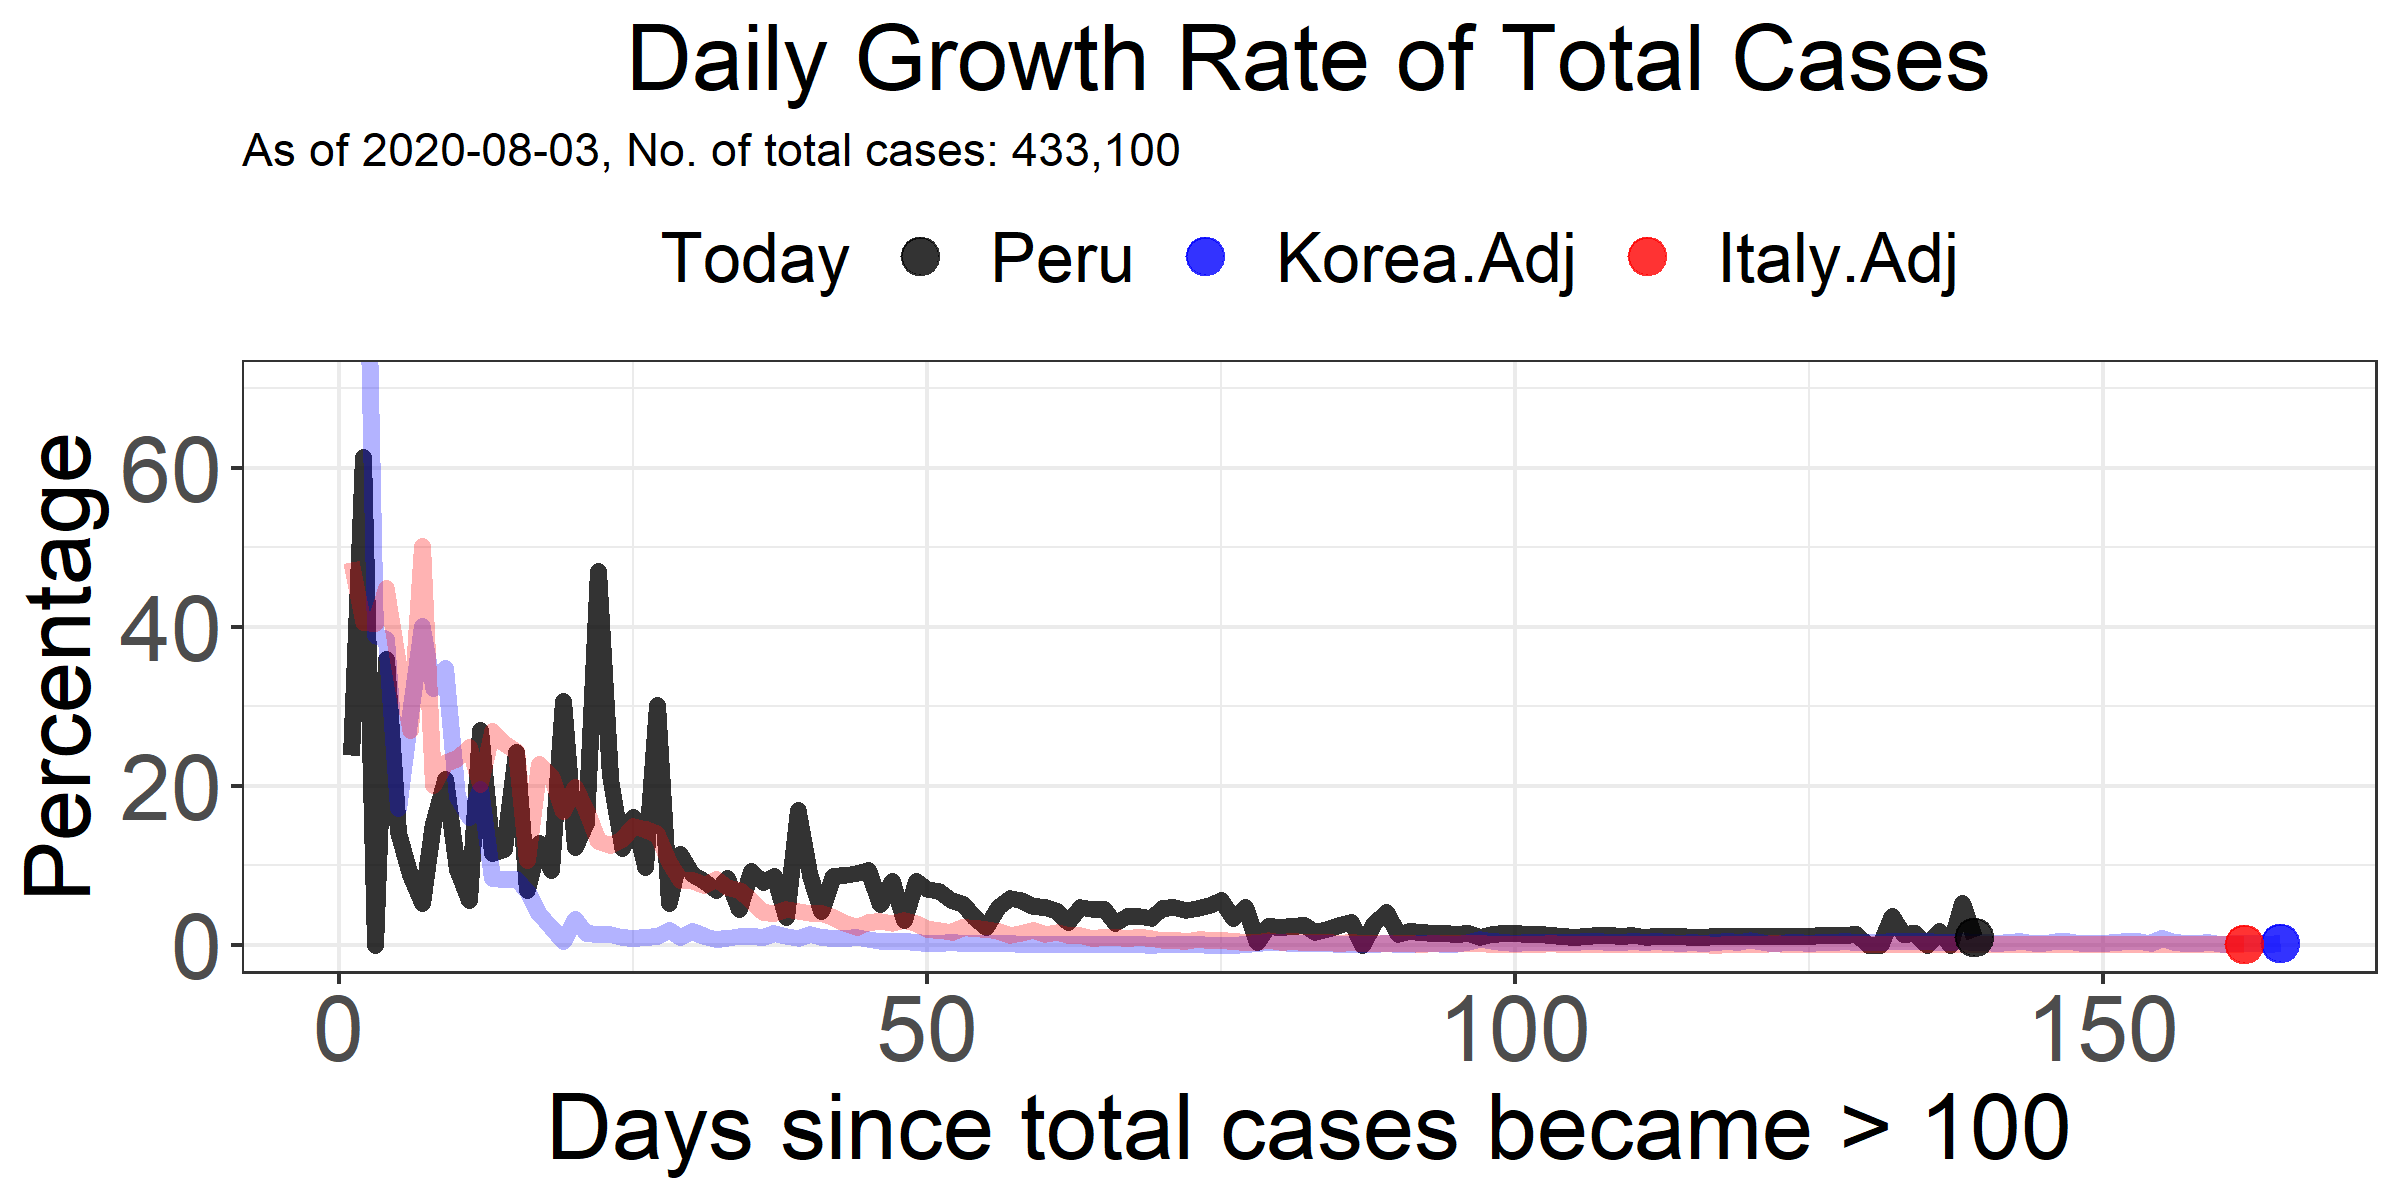 Daily Growth Rate of Total Cases
As of 2020-08-03, No. of total cases: 433,100
Today Peru Korea.Adj Italy.Adj
Percentage
60
40
20
0
0 50 100 150
Days since total cases became > 100